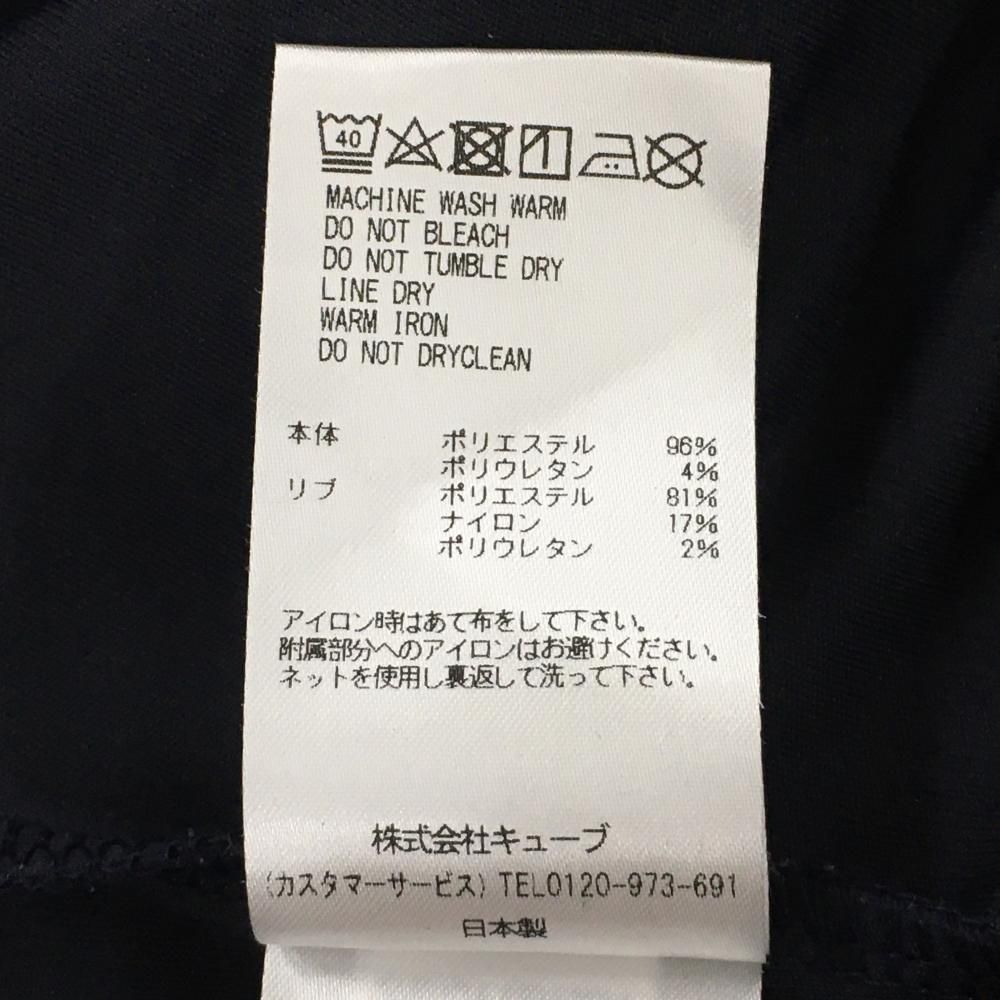 40
MACHINE WASH WARM
DO NOT BLEACH
DO NOT TUMBLE DRY
LINE DRY
WARM IRON
DO NOT DRYCLEAN
本体 ポリエステル 96%
ポリウレタン 4%
リブ ポリエステル 81%
ナイロン 17%
ポリウレタン 2%
アイロン時はあて布をして下さい。
附属部分へのアイロンはお避けください。
ネットを使用し裏返して洗って下さい。
株式会社キューブ
(カスタマーサービス) TEL0120-973-691
日本製